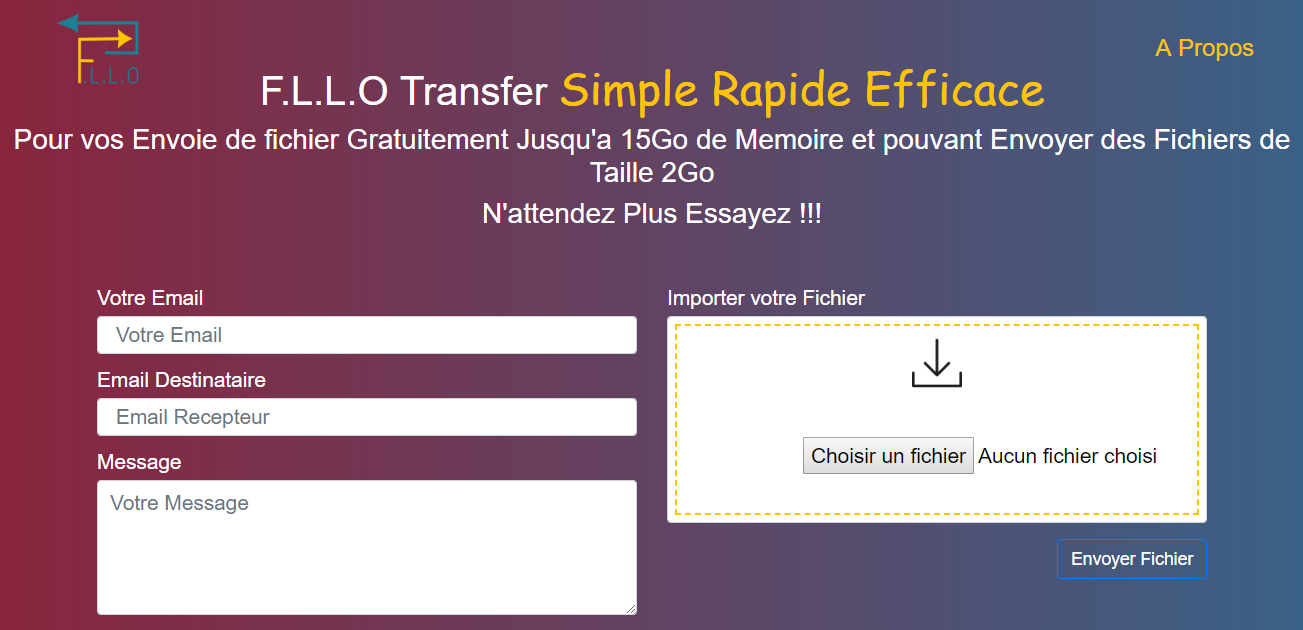 F.L.L.O
A Propos
F.L.L.O Transfer Simple Rapide Efficace
Pour vos Envoie de fichier Gratuitement Jusqu'a 15Go de Memoire et pouvant Envoyer des Fichiers de
Taille 2Go
N'attendez Plus Essayez !!!
Votre Email
Votre Email
Email Destinataire
Email Recepteur
Message
Votre Message
Importer votre Fichier
Choisir un fichier Aucun fichier choisi
Envoyer Fichier